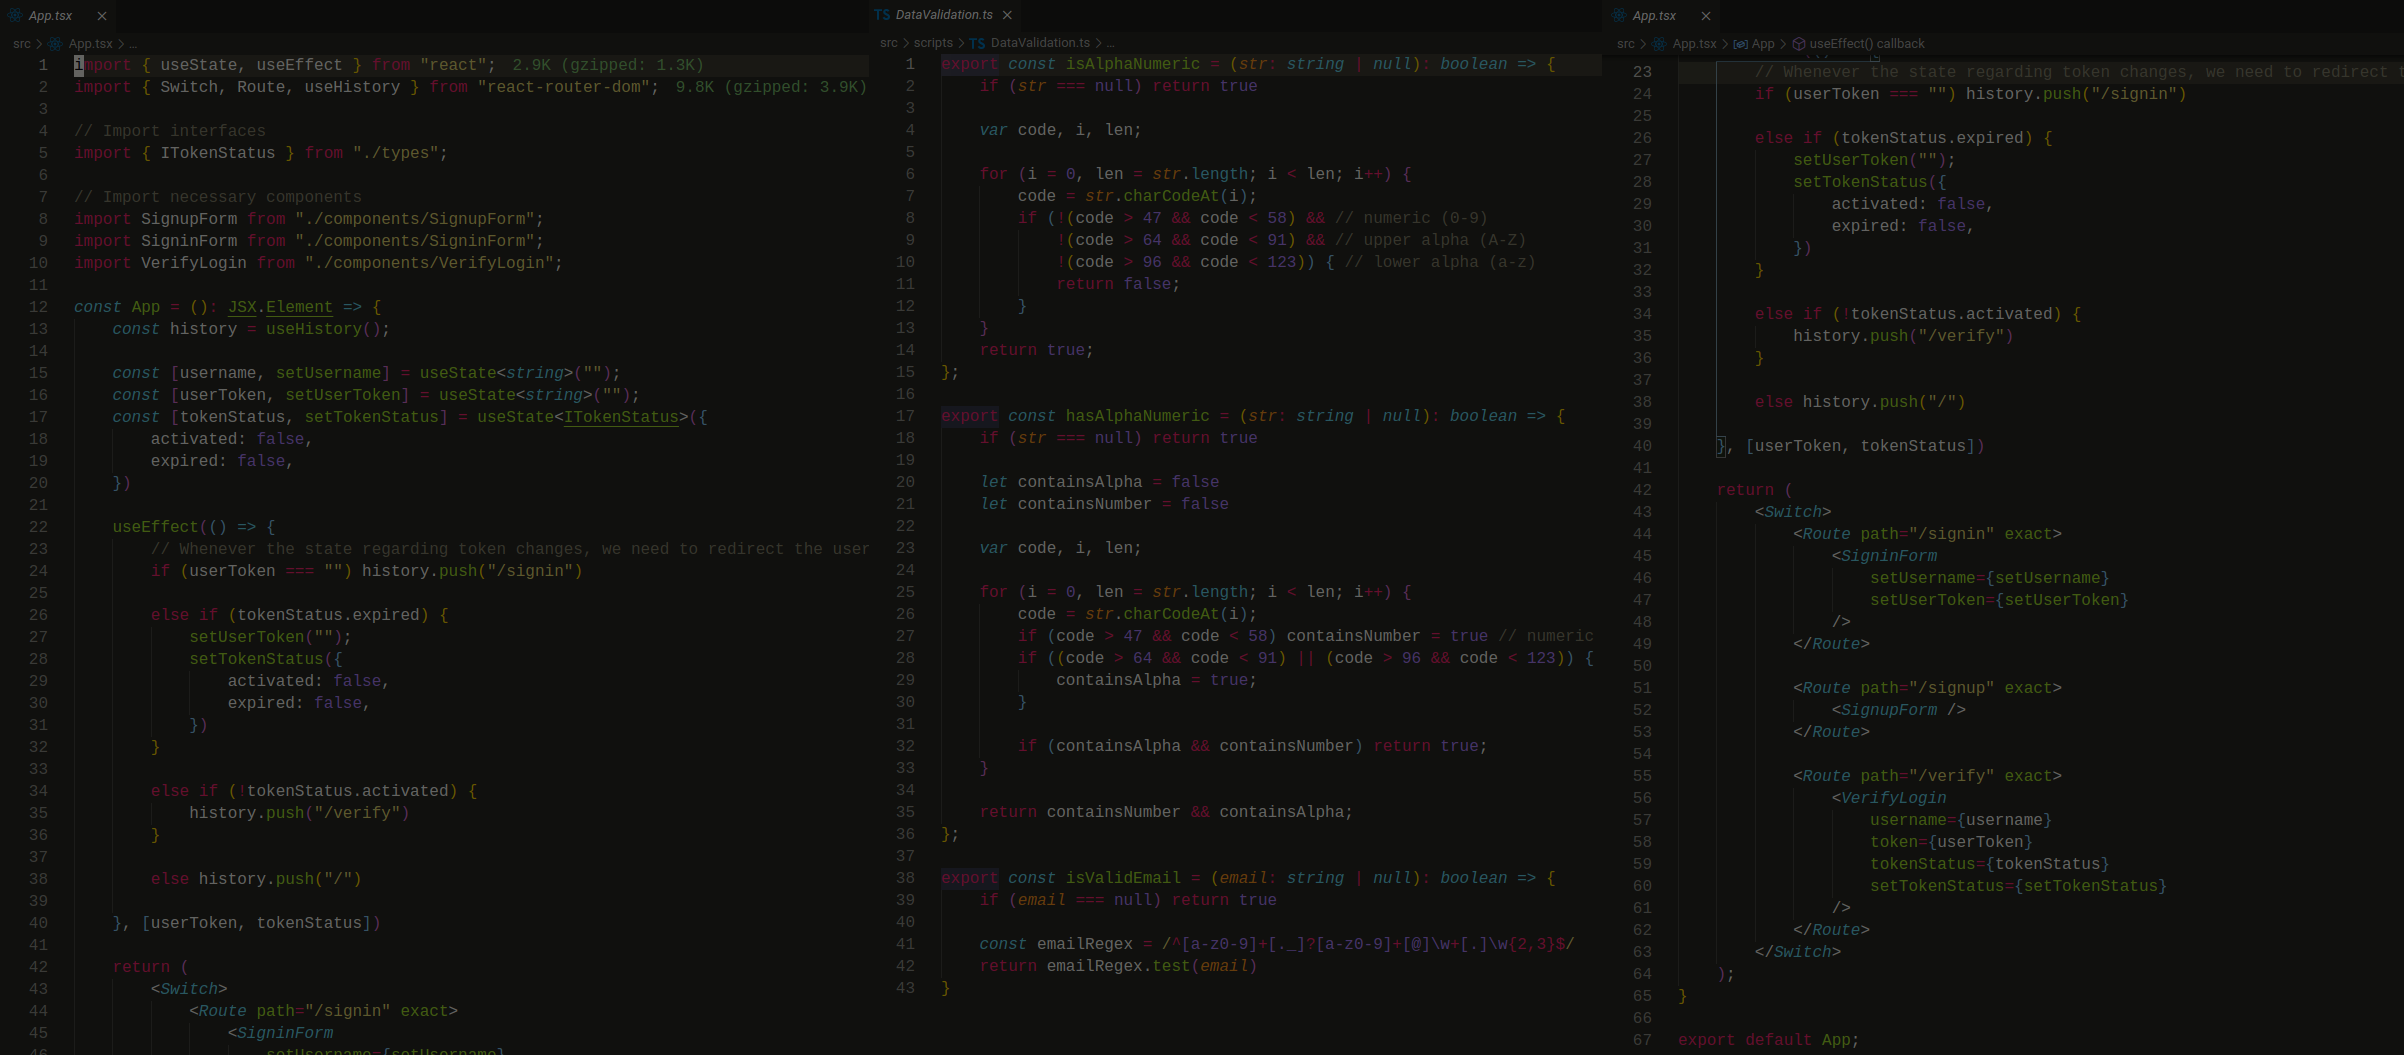 App.tsx
src > App.tsx > ...
1 import { useState, useEffect } from "react"; 2.9K (gzipped: 1.3K)
2 import { Switch, Route, useHistory } from "react-router-dom"; 9.8K (gzipped: 3.9K)
3
4 // Import interfaces
5 import { ITokenStatus } from "./types";
6
7 // Import necessary components
8 import SignupForm from "./components/SignupForm";
9 import SigninForm from "./components/SigninForm";
10 import VerifyLogin from "./components/VerifyLogin";
11
12 const App = (): JSX.Element => {
13     const history = useHistory();
14
15     const [username, setUsername] = useState<string>("");
16     const [userToken, setUserToken] = useState<string>("");
17     const [tokenStatus, setTokenStatus] = useState<ITokenStatus>({
18         activated: false,
19         expired: false,
20     })
21
22     useEffect(() => {
23         // Whenever the state regarding token changes, we need to redirect the user
24         if (userToken === "") history.push("/signin")
25
26         else if (tokenStatus.expired) {
27             setUserToken("");
28             setTokenStatus({
29                 activated: false,
30                 expired: false,
31             })
32         }
33
34         else if (!tokenStatus.activated) {
35             history.push("/verify")
36         }
37
38         else history.push("/")
39
40     }, [userToken, tokenStatus])
41
42     return (
43         <Switch>
44             <Route path="/signin" exact>
45                 <SigninForm
46                     setUsername={setUsername}
TS DataValidation.ts
src > scripts > TS DataValidation.ts > ...
1 export const isAlphaNumeric = (str: string | null): boolean => {
2     if (str === null) return true
3
4     var code, i, len;
5
6     for (i = 0, len = str.length; i < len; i++) {
7         code = str.charCodeAt(i);
8         if (!(code > 47 && code < 58) && // numeric (0-9)
9             !(code > 64 && code < 91) && // upper alpha (A-Z)
10             !(code > 96 && code < 123)) { // lower alpha (a-z)
11             return false;
12         }
13     }
14     return true;
15 };
16
17 export const hasAlphaNumeric = (str: string | null): boolean => {
18     if (str === null) return true
19
20     let containsAlpha = false
21     let containsNumber = false
22
23     var code, i, len;
24
25     for (i = 0, len = str.length; i < len; i++) {
26         code = str.charCodeAt(i);
27         if (code > 47 && code < 58) containsNumber = true // numeric
28         if ((code > 64 && code < 91) || (code > 96 && code < 123)) {
29             containsAlpha = true;
30         }
31
32         if (containsAlpha && containsNumber) return true;
33     }
34
35     return containsNumber && containsAlpha;
36 };
37
38 export const isValidEmail = (email: string | null): boolean => {
39     if (email === null) return true
40
41     const emailRegex = /^[a-z0-9]+[._]?[a-z0-9]+[@]\w+[.]\w{2,3}$/
42     return emailRegex.test(email)
43 }
App.tsx
src > App.tsx > App > useEffect() callback
23         // Whenever the state regarding token changes, we need to redirect t
24         if (userToken === "") history.push("/signin")
25
26         else if (tokenStatus.expired) {
27             setUserToken("");
28             setTokenStatus({
29                 activated: false,
30                 expired: false,
31             })
32         }
33
34         else if (!tokenStatus.activated) {
35             history.push("/verify")
36         }
37
38         else history.push("/")
39
40     }, [userToken, tokenStatus])
41
42     return (
43         <Switch>
44             <Route path="/signin" exact>
45                 <SigninForm
46                     setUsername={setUsername}
47                     setUserToken={setUserToken}
48                 />
49             </Route>
50
51             <Route path="/signup" exact>
52                 <SignupForm />
53             </Route>
54
55             <Route path="/verify" exact>
56                 <VerifyLogin
57                     username={username}
58                     token={userToken}
59                     tokenStatus={tokenStatus}
60                     setTokenStatus={setTokenStatus}
61                 />
62             </Route>
63         </Switch>
64     );
65 }
66
67 export default App;